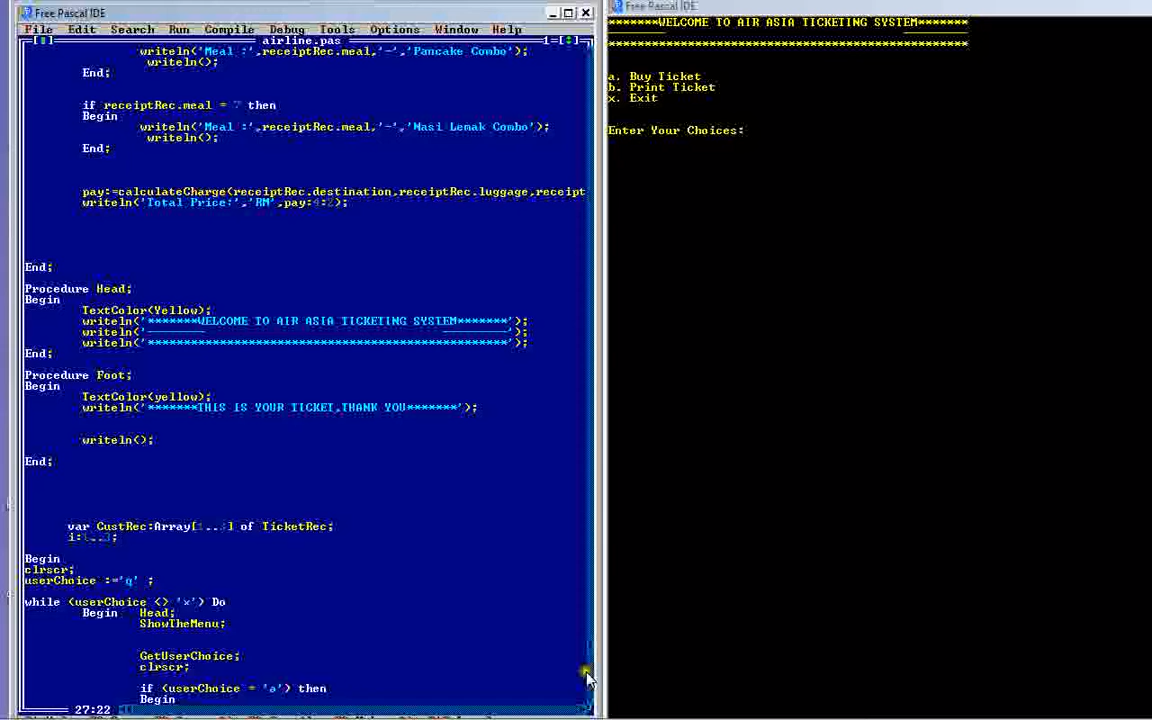 Free Pascal IDE
File Edit Search Run Compile Debug Tools Options Window Help
airline.pas
writeln('Meal :',receiptRec.meal,'-','Pancake Combo');
writeln();
End;
if receiptRec.meal = 7 then
Begin
writeln('Meal :',receiptRec.meal,'-','Nasi Lemak Combo');
writeln();
End;
pay:=calculateCharge(receiptRec.destination,receiptRec.luggage,receipt
writeln('Total Price:','RM',pay:4:2);
End;
Procedure Head;
Begin
TextColor(Yellow);
writeln('*******WELCOME TO AIR ASIA TICKETING SYSTEM*******');
writeln('________ _________');
writeln('**************************************************');
End;
Procedure Foot;
Begin
TextColor(yellow);
writeln('*******THIS IS YOUR TICKET,THANK YOU*******');
writeln();
End;
var CustRec:Array[1.. ] of TicketRec;
i:
Begin
clrscr;
userChoice :='q' ;
while (userChoice <> 'x') Do
Begin Head;
ShowTheMenu;
GetUserChoice;
clrscr;
if (userChoice = 'a') then
Begin
27:22
Free Pascal IDE
*******WELCOME TO AIR ASIA TICKETING SYSTEM*******
**************************************************
a. Buy Ticket
b. Print Ticket
x. Exit
Enter Your Choices: